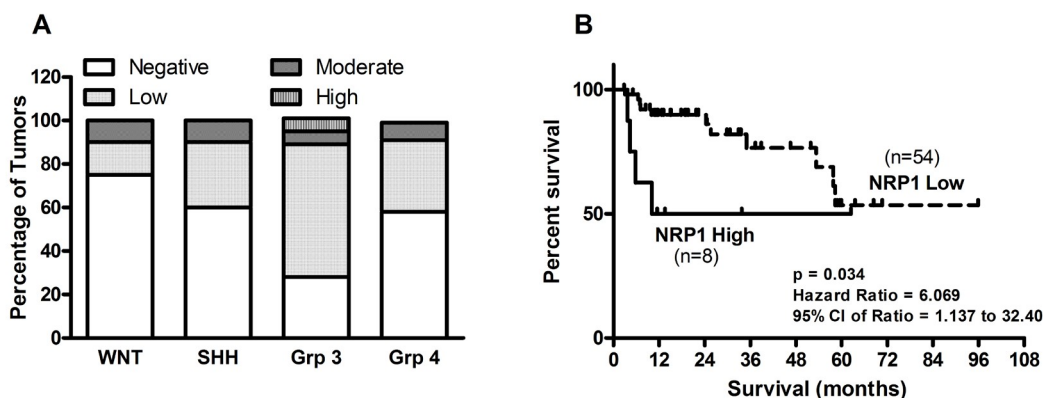 A
Negative
Moderate
Low
High
Percentage of Tumors
120
100
80
60
40
20
0
WNT SHH Grp 3 Grp 4
B
Percent survival
100
50
0
(n=54)
NRP1 Low
NRP1 High
(n=8)
p = 0.034
Hazard Ratio = 6.069
95% CI of Ratio = 1.137 to 32.40
0 12 24 36 48 60 72 84 96 108
Survival (months)